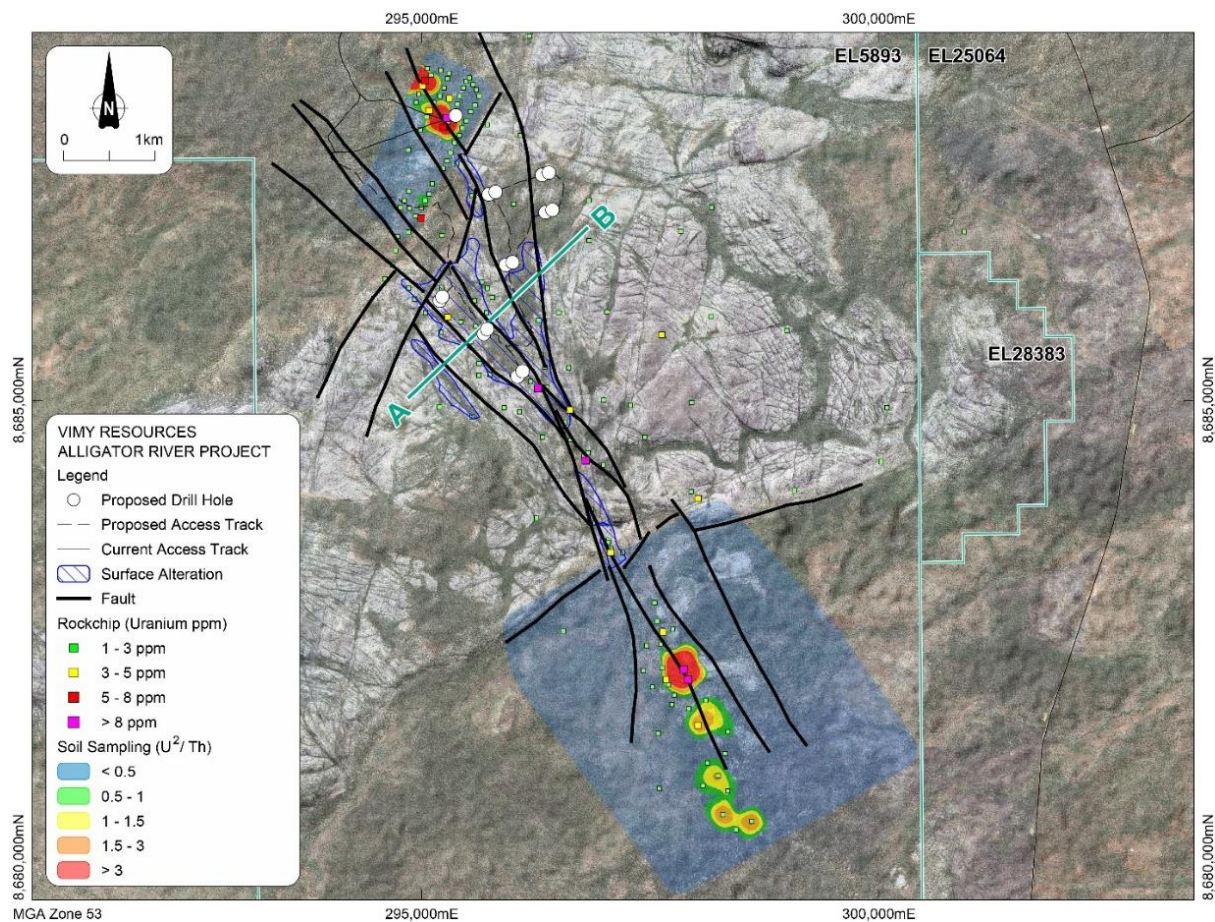 295,000mE
300,000mE
EL5893
EL25064
N
0
1km
B
EL28383
A
8,685,000mN
8,685,000mN
VIMY RESOURCES
ALLIGATOR RIVER PROJECT
Legend
Proposed Drill Hole
Proposed Access Track
Current Access Track
Surface Alteration
Fault
Rockchip (Uranium ppm)
1 - 3 ppm
3 - 5 ppm
5 - 8 ppm
> 8 ppm
Soil Sampling (U²/ Th)
< 0.5
0.5 - 1
1 - 1.5
1.5 - 3
> 3
8,680,000mN
8,680,000mN
MGA Zone 53
295,000mE
300,000mE